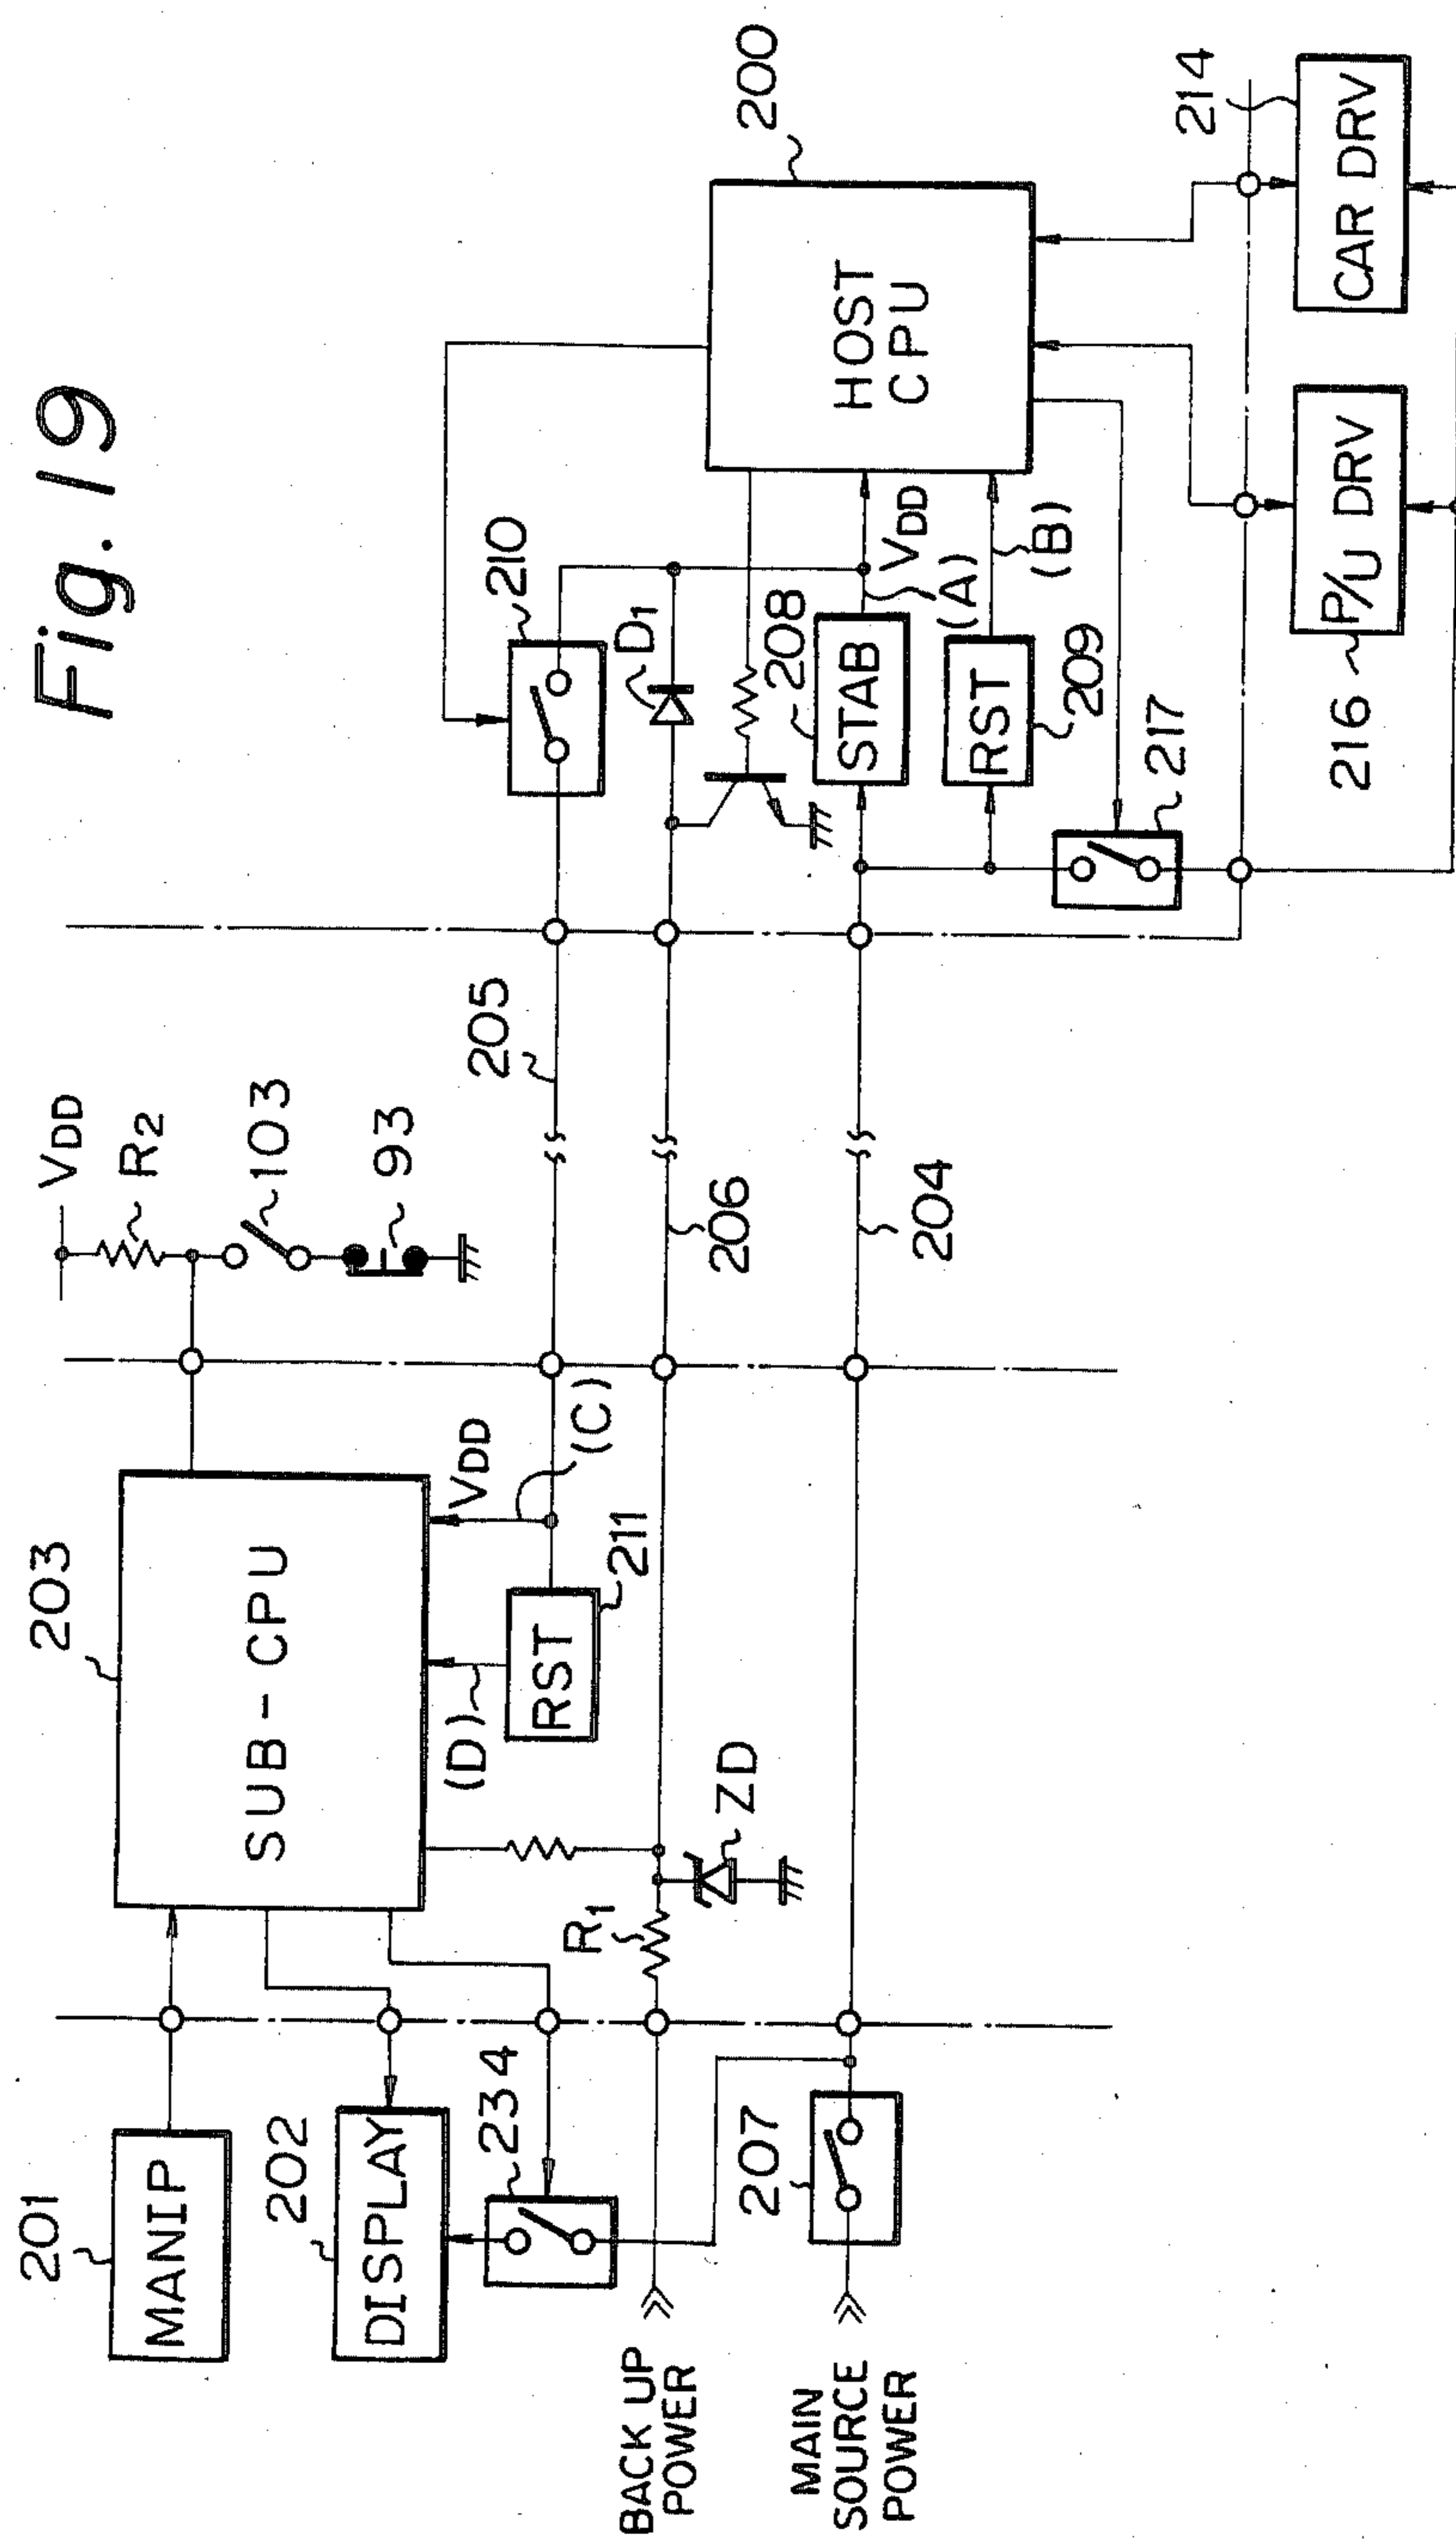 Fig. 19
201
MANIP
202
DISPLAY
234
BACK UP
POWER
207
MAIN
SOURCE
POWER
203
SUB-CPU
VDD
(C)
(D)
RST
211
R1
ZD
VDD
R2
103
93
205
206
204
210
D1
208
STAB
VDD
(A)
(B)
RST
209
217
200
HOST
CPU
216
P/U DRV
214
CAR DRV